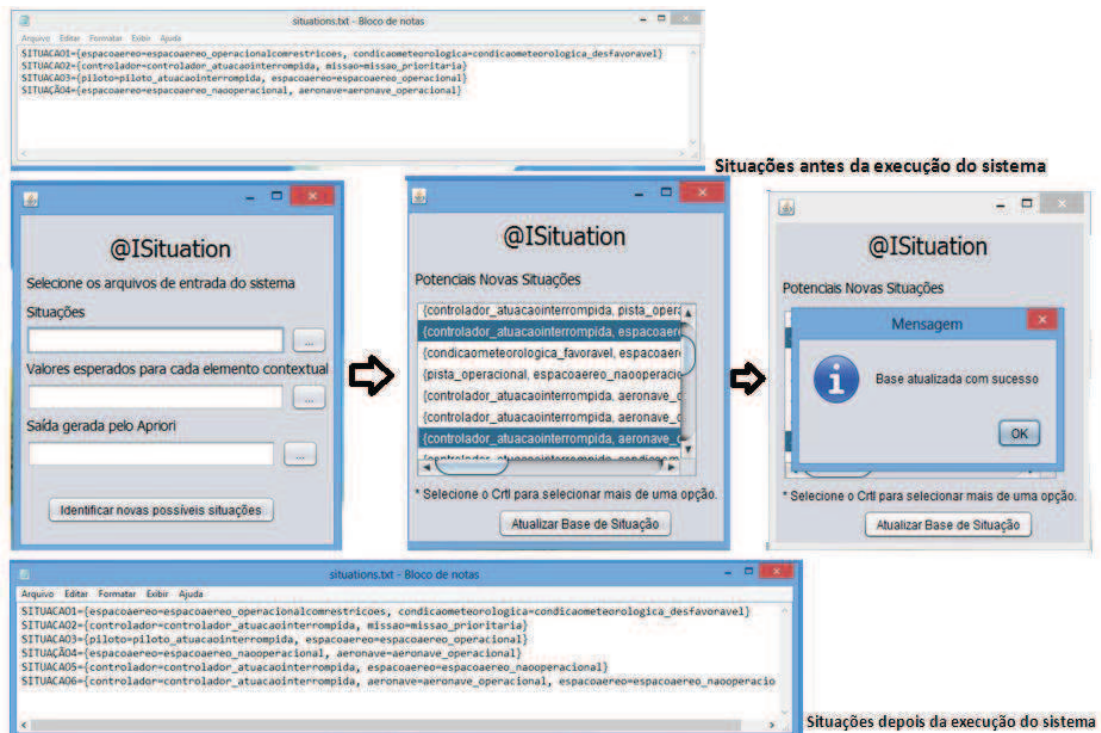 situations.txt - Bloco de notas
Arquivo Editar Formatar Exibir Ajuda
SITUACAO1={espacoaereo=espacoaereo_operacionalcomrestricoes, condicaometeorologica=condicaometeorologica_desfavoravel}
SITUACAO2={controlador=controlador_atuacaointerrompida, missao=missao_prioritaria}
SITUACAO3={piloto=piloto_atuacaointerrompida, espacoaereo=espacoaereo_operacional}
SITUAÇÃO4={espacoaereo=espacoaereo_naooperacional, aeronave=aeronave_operacional}
Situações antes da execução do sistema
@ISituation
Selecione os arquivos de entrada do sistema
Situações
...
Valores esperados para cada elemento contextual
...
Saída gerada pelo Apriori
...
Identificar novas possíveis situações
@ISituation
Potenciais Novas Situações
{controlador_atuacaointerrompida, pista_opera
{controlador_atuacaointerrompida, espacoaere
{condicaometeorologica_favoravel, espacoaere
{pista_operacional, espacoaereo_naooperacio
{controlador_atuacaointerrompida, aeronave_o
{controlador_atuacaointerrompida, aeronave_o
{controlador_atuacaointerrompida, aeronave_o
* Selecione o Crtl para selecionar mais de uma opção.
Atualizar Base de Situação
@ISituation
Potenciais Novas Situações
Mensagem
Base atualizada com sucesso
OK
* Selecione o Crtl para selecionar mais de uma opção.
Atualizar Base de Situação
situations.txt - Bloco de notas
Arquivo Editar Formatar Exibir Ajuda
SITUACAO1={espacoaereo=espacoaereo_operacionalcomrestricoes, condicaometeorologica=condicaometeorologica_desfavoravel}
SITUACAO2={controlador=controlador_atuacaointerrompida, missao=missao_prioritaria}
SITUACAO3={piloto=piloto_atuacaointerrompida, espacoaereo=espacoaereo_operacional}
SITUAÇÃO4={espacoaereo=espacoaereo_naooperacional, aeronave=aeronave_operacional}
SITUACAO5={controlador=controlador_atuacaointerrompida, espacoaereo=espacoaereo_naooperacional}
SITUACAO6={controlador=controlador_atuacaointerrompida, aeronave=aeronave_operacional, espacoaereo=espacoaereo_naooperacio
Situações depois da execução do sistema